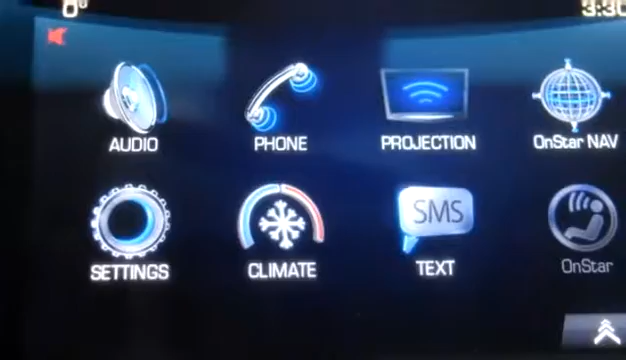 AUDIO PHONE PROJECTION OnStar NAV
SMS
SETTINGS CLIMATE TEXT OnStar